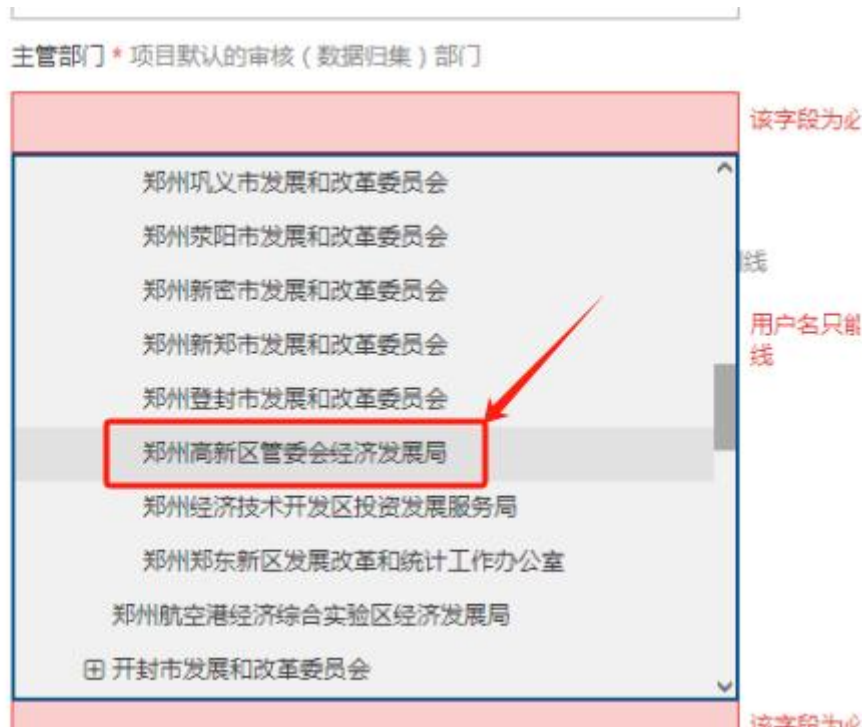 主管部门 * 项目默认的审核（数据归集）部门
该字段为必
郑州巩义市发展和改革委员会
郑州荥阳市发展和改革委员会
线
郑州新密市发展和改革委员会
用户名只能
郑州新郑市发展和改革委员会
线
郑州登封市发展和改革委员会
郑州高新区管委会经济发展局
郑州经济技术开发区投资发展服务局
郑州郑东新区发展改革和统计工作办公室
郑州航空港经济综合实验区经济发展局
开封市发展和改革委员会
该字段为必